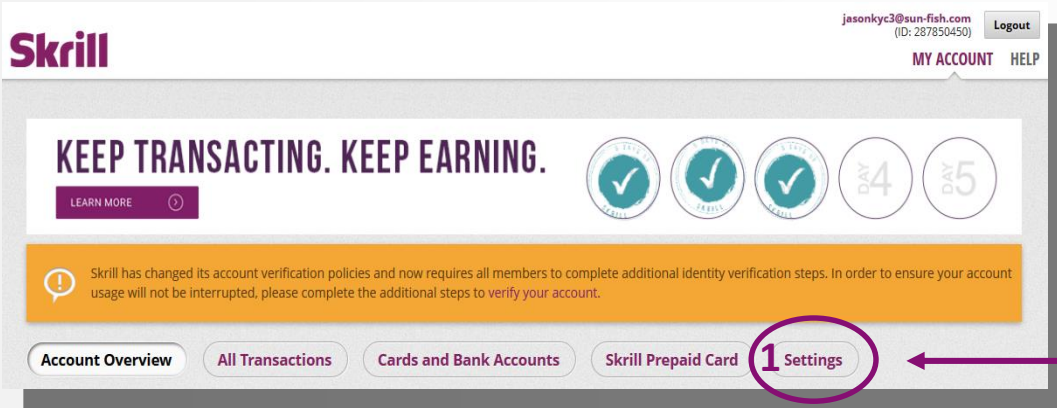 jasonkyc3@sun-fish.com
(ID: 287850450)
Logout
Skrill
MY ACCOUNT HELP
KEEP TRANSACTING. KEEP EARNING.
LEARN MORE
SKRILL
SKRILL
SKRILL
DAY 4
DAY 5
Skrill has changed its account verification policies and now requires all members to complete additional identity verification steps. In order to ensure your account
usage will not be interrupted, please complete the additional steps to verify your account.
Account Overview All Transactions Cards and Bank Accounts Skrill Prepaid Card 1 Settings